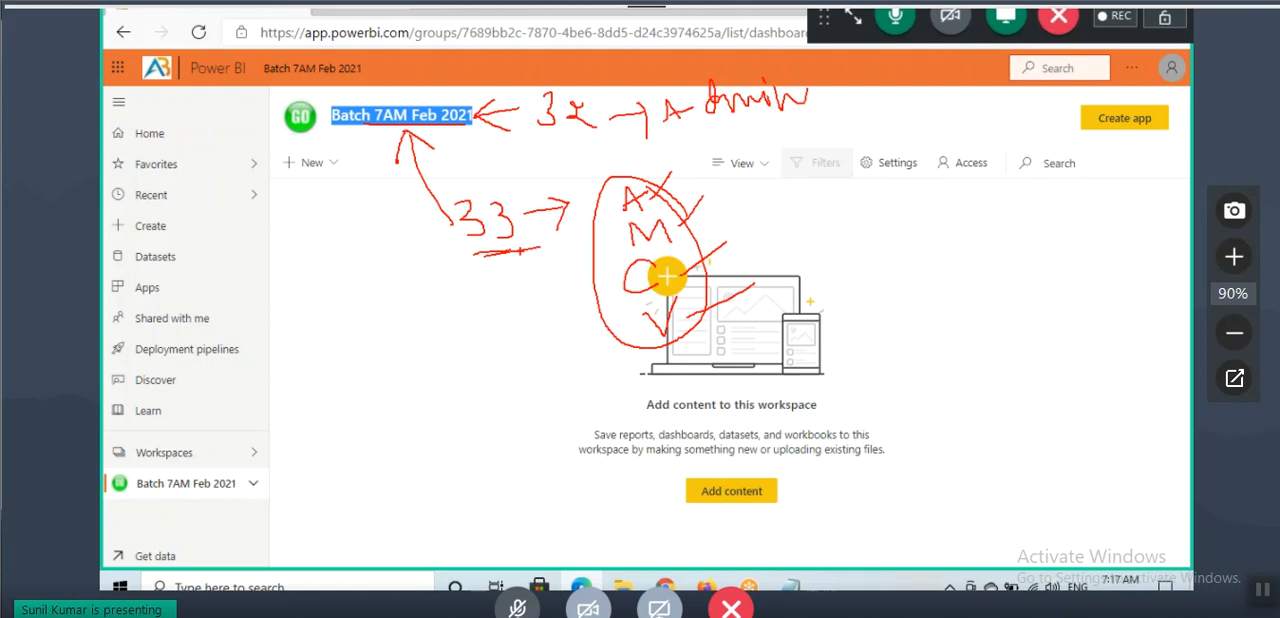 https://app.powerbi.com/groups/7689bb2c-7870-4be6-8dd5-d24c3974625a/list/dashboar
REC
Power BI Batch 7AM Feb 2021
Search
GO Batch 7AM Feb 2021
32 → Admin
Create app
New
View
Filters
Settings
Access
Search
33 →
A
M
C
V
Home
Favorites
Recent
Create
Datasets
Apps
Shared with me
Deployment pipelines
Discover
Learn
Workspaces
Batch 7AM Feb 2021
Get data
Add content to this workspace
Save reports, dashboards, datasets, and workbooks to this
workspace by making something new or uploading existing files.
Add content
90%
Activate Windows
Go to Settings to activate Windows.
Type here to search
ENG
7:17 AM
Sunil Kumar is presenting